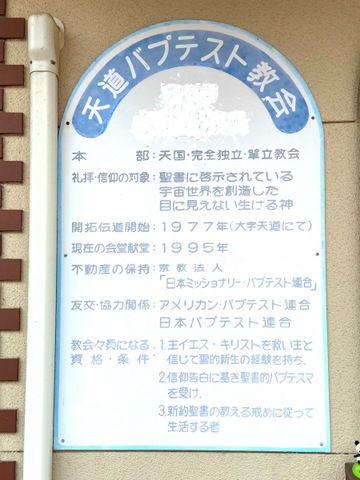 天道バプテスト教会
本　　部：天国・完全独立・單立教会
礼拝・信仰の対象：聖書に啓示されている
宇宙世界を創造した
目に見えない生ける神
開拓伝道開始：1977年(大字天道にて)
現在の会堂献堂：1995年
不動産の保持：宗教法人
「日本ミッショナリー・バプテスト連合」
友交・協力関係：アメリカン・バプテスト連合
日本バプテスト連合
教会々員になる：1.主イエス・キリストを救い主と
資格・条件　信じて霊的新生の経験を持ち、
2.信仰告白に基き聖書的バプテスマ
を受け、
3.新約聖書の教える戒めに従って
生活する者